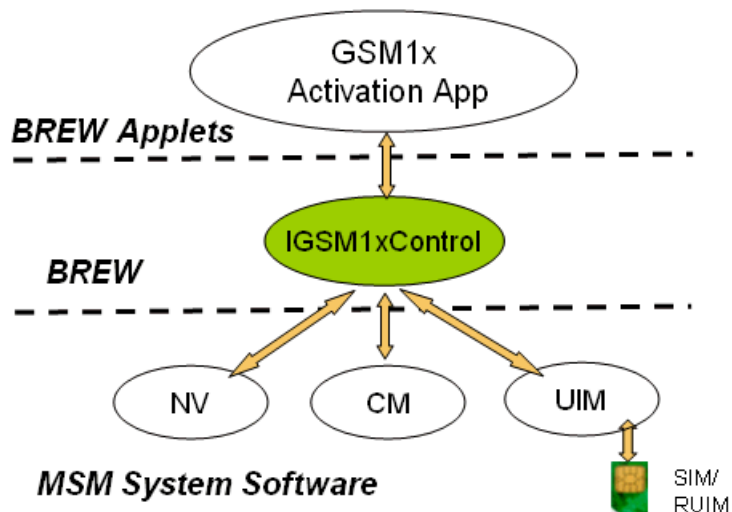 GSM1x
Activation App
BREW Applets
IGSM1xControl
BREW
NV
CM
UIM
MSM System Software
SIM/
RUIM